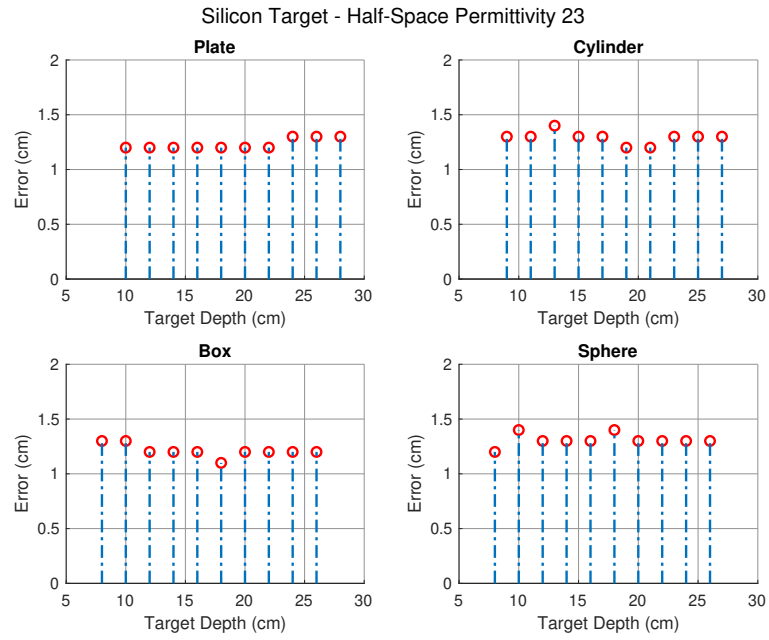 Silicon Target - Half-Space Permittivity 23
Plate
2
1.5
1
0.5
0
Error (cm)
5 10 15 20 25 30
Target Depth (cm)
Cylinder
2
1.5
1
0.5
0
Error (cm)
5 10 15 20 25 30
Target Depth (cm)
Box
2
1.5
1
0.5
0
Error (cm)
5 10 15 20 25 30
Target Depth (cm)
Sphere
2
1.5
1
0.5
0
Error (cm)
5 10 15 20 25 30
Target Depth (cm)